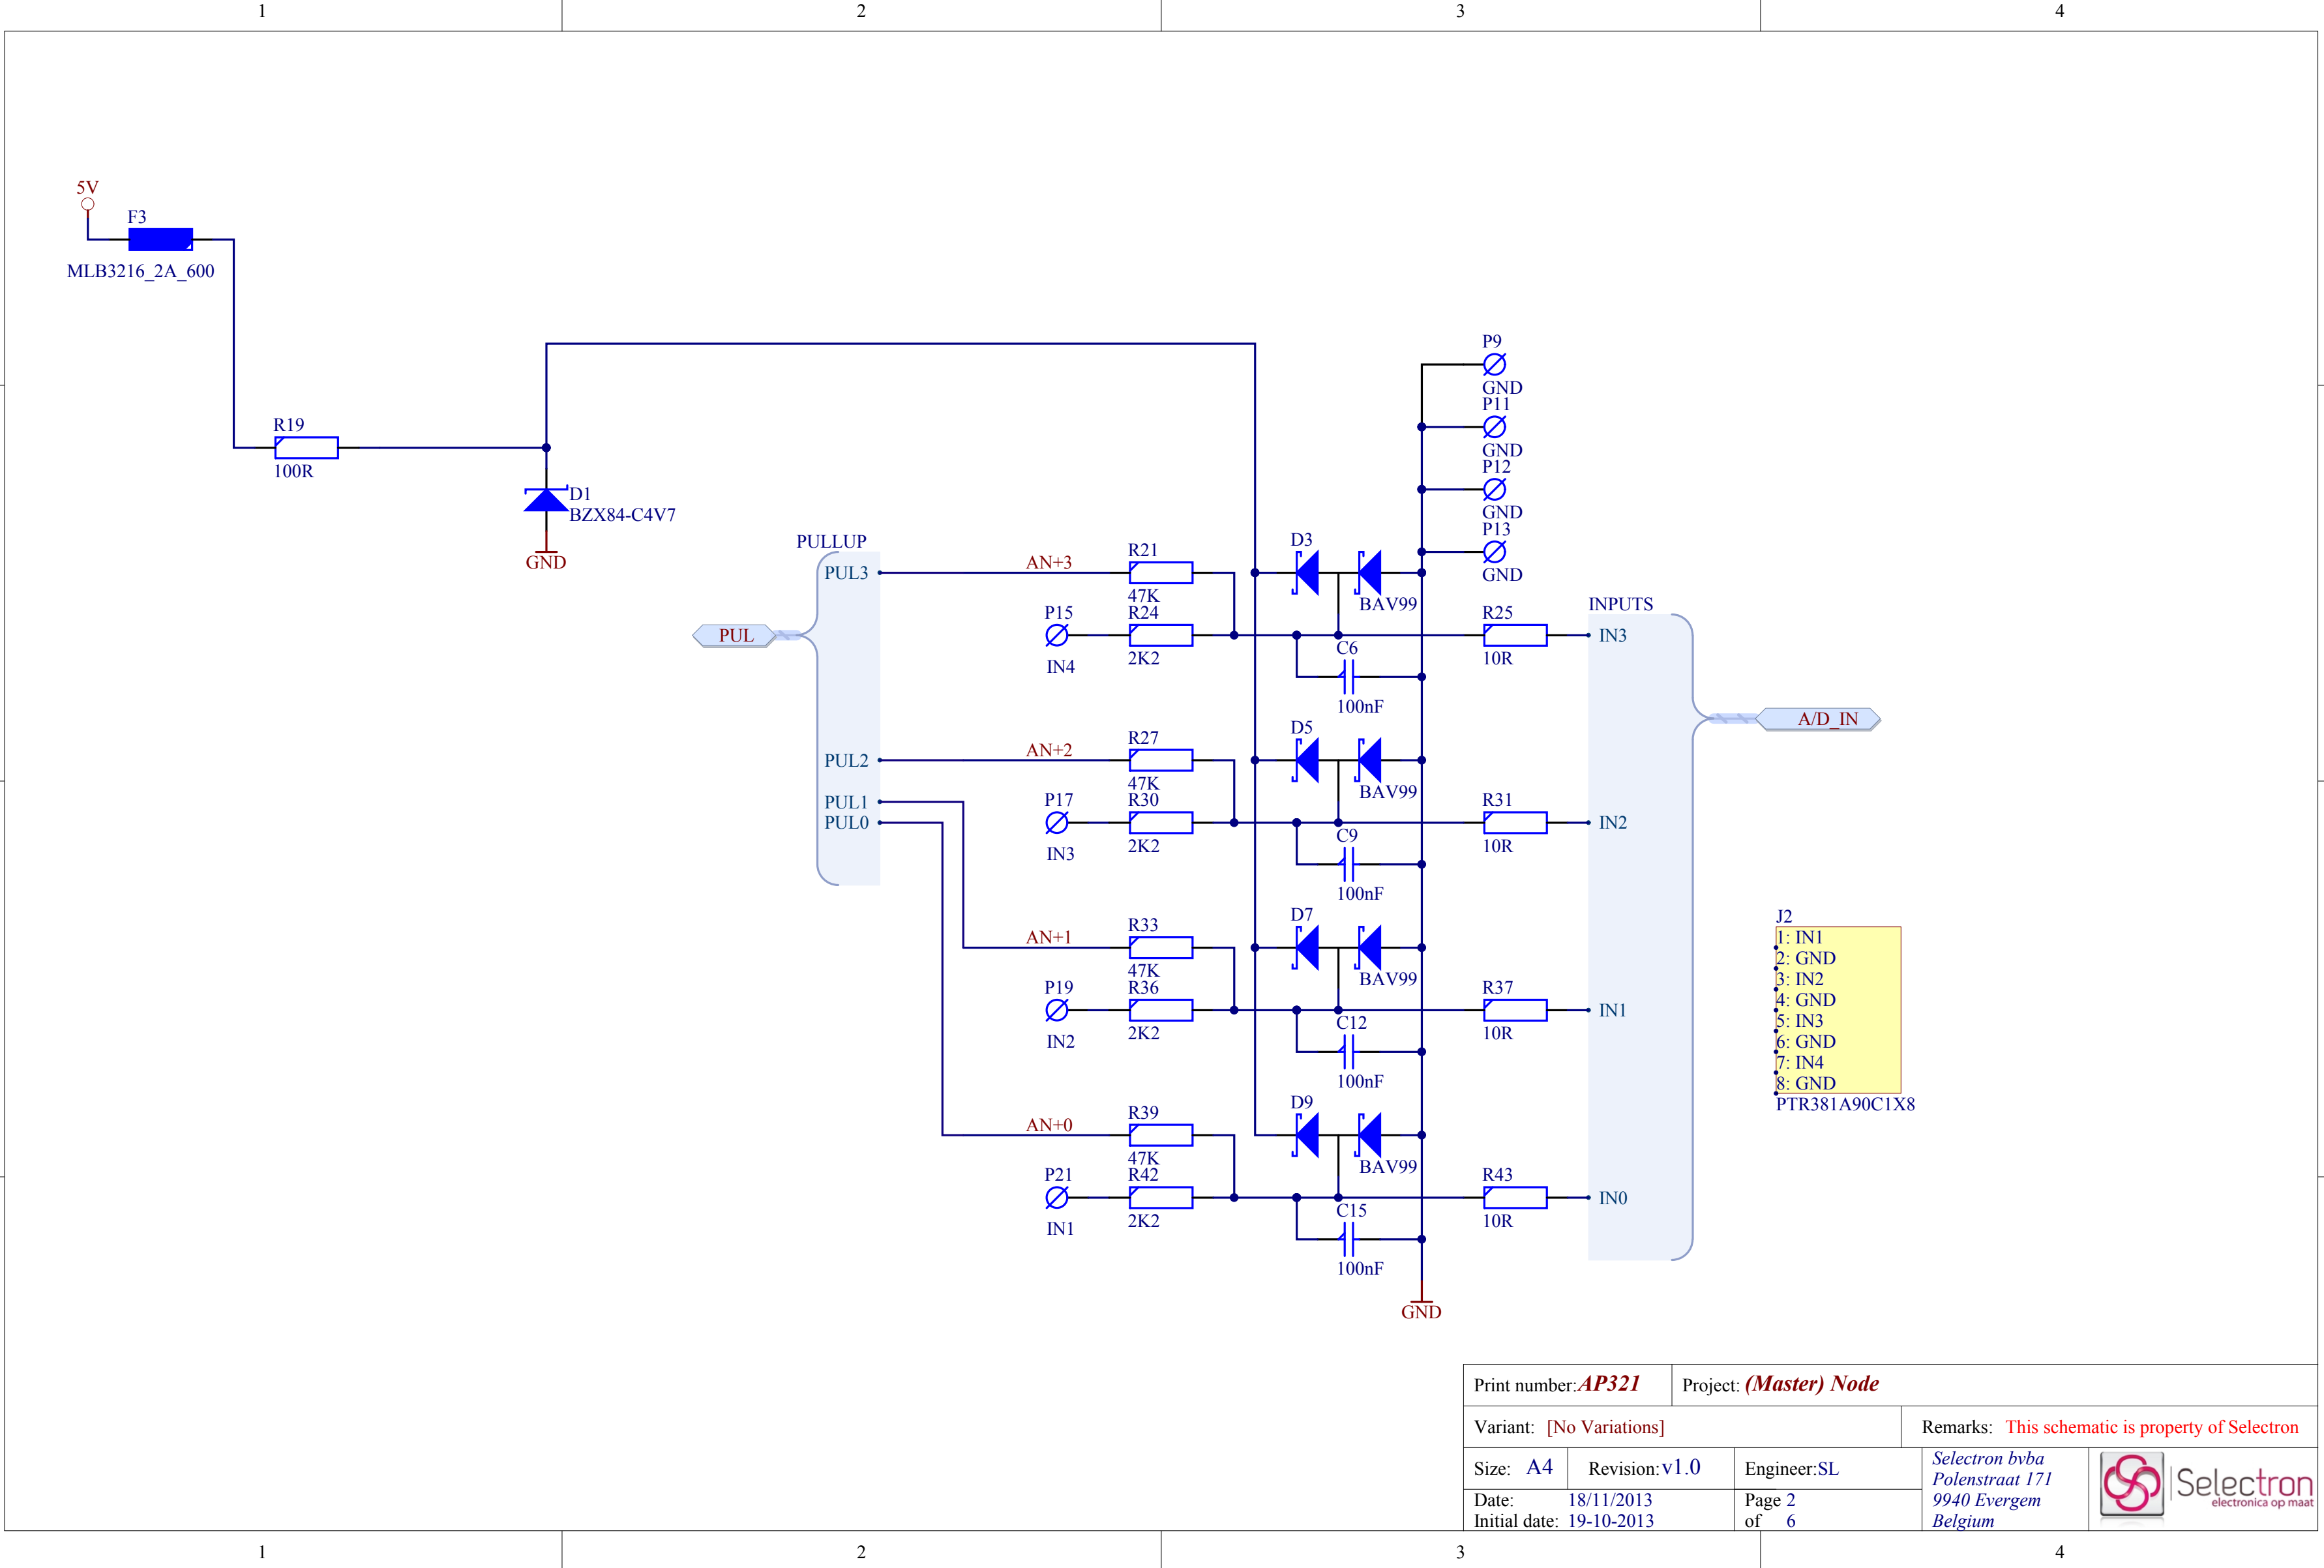 1 2 3 4
5V
F3
MLB3216_2A_600
R19
100R
D1
BZX84-C4V7
GND
PULLUP
PUL3
PUL2
PUL1
PUL0
PUL
AN+3
R21
47K
P15
R24
IN4
2K2
AN+2
R27
47K
P17
R30
IN3
2K2
AN+1
R33
47K
P19
R36
IN2
2K2
AN+0
R39
47K
P21
R42
IN1
2K2
P9
GND
P11
GND
P12
GND
P13
GND
D3
BAV99
C6
100nF
D5
BAV99
C9
100nF
D7
BAV99
C12
100nF
D9
BAV99
C15
100nF
GND
R25
10R
R31
10R
R37
10R
R43
10R
INPUTS
IN3
IN2
IN1
IN0
A/D_IN
J2
1: IN1
2: GND
3: IN2
4: GND
5: IN3
6: GND
7: IN4
8: GND
PTR381A90C1X8
Print number: AP321 Project: (Master) Node
Variant: [No Variations] Remarks: This schematic is property of Selectron
Size: A4 Revision: v1.0 Engineer: SL
Date: 18/11/2013 Page 2
Initial date: 19-10-2013 of 6
Selectron bvba
Polenstraat 171
9940 Evergem
Belgium
Selectron
electronica op maat
1 2 3 4